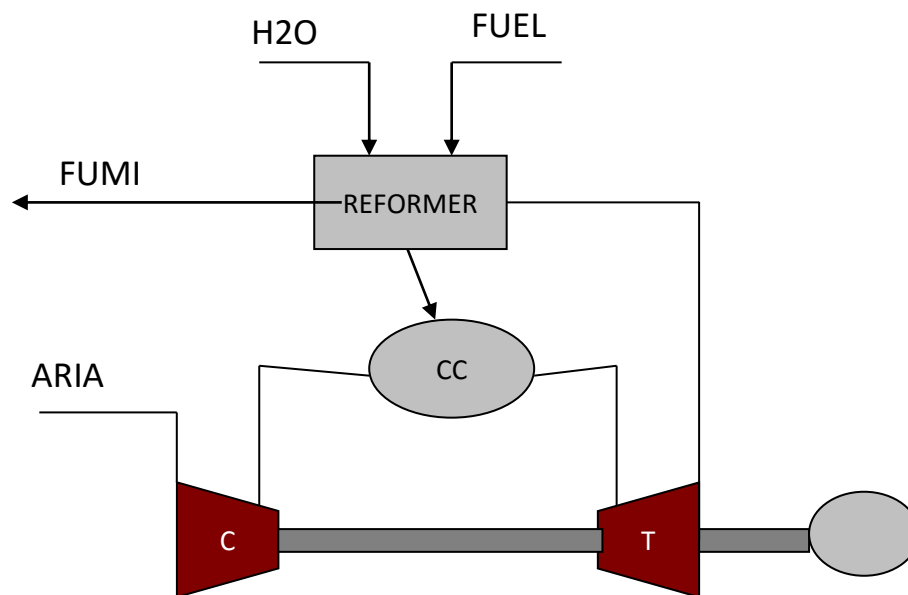 H2O
FUEL
FUMI
REFORMER
CC
ARIA
C
T